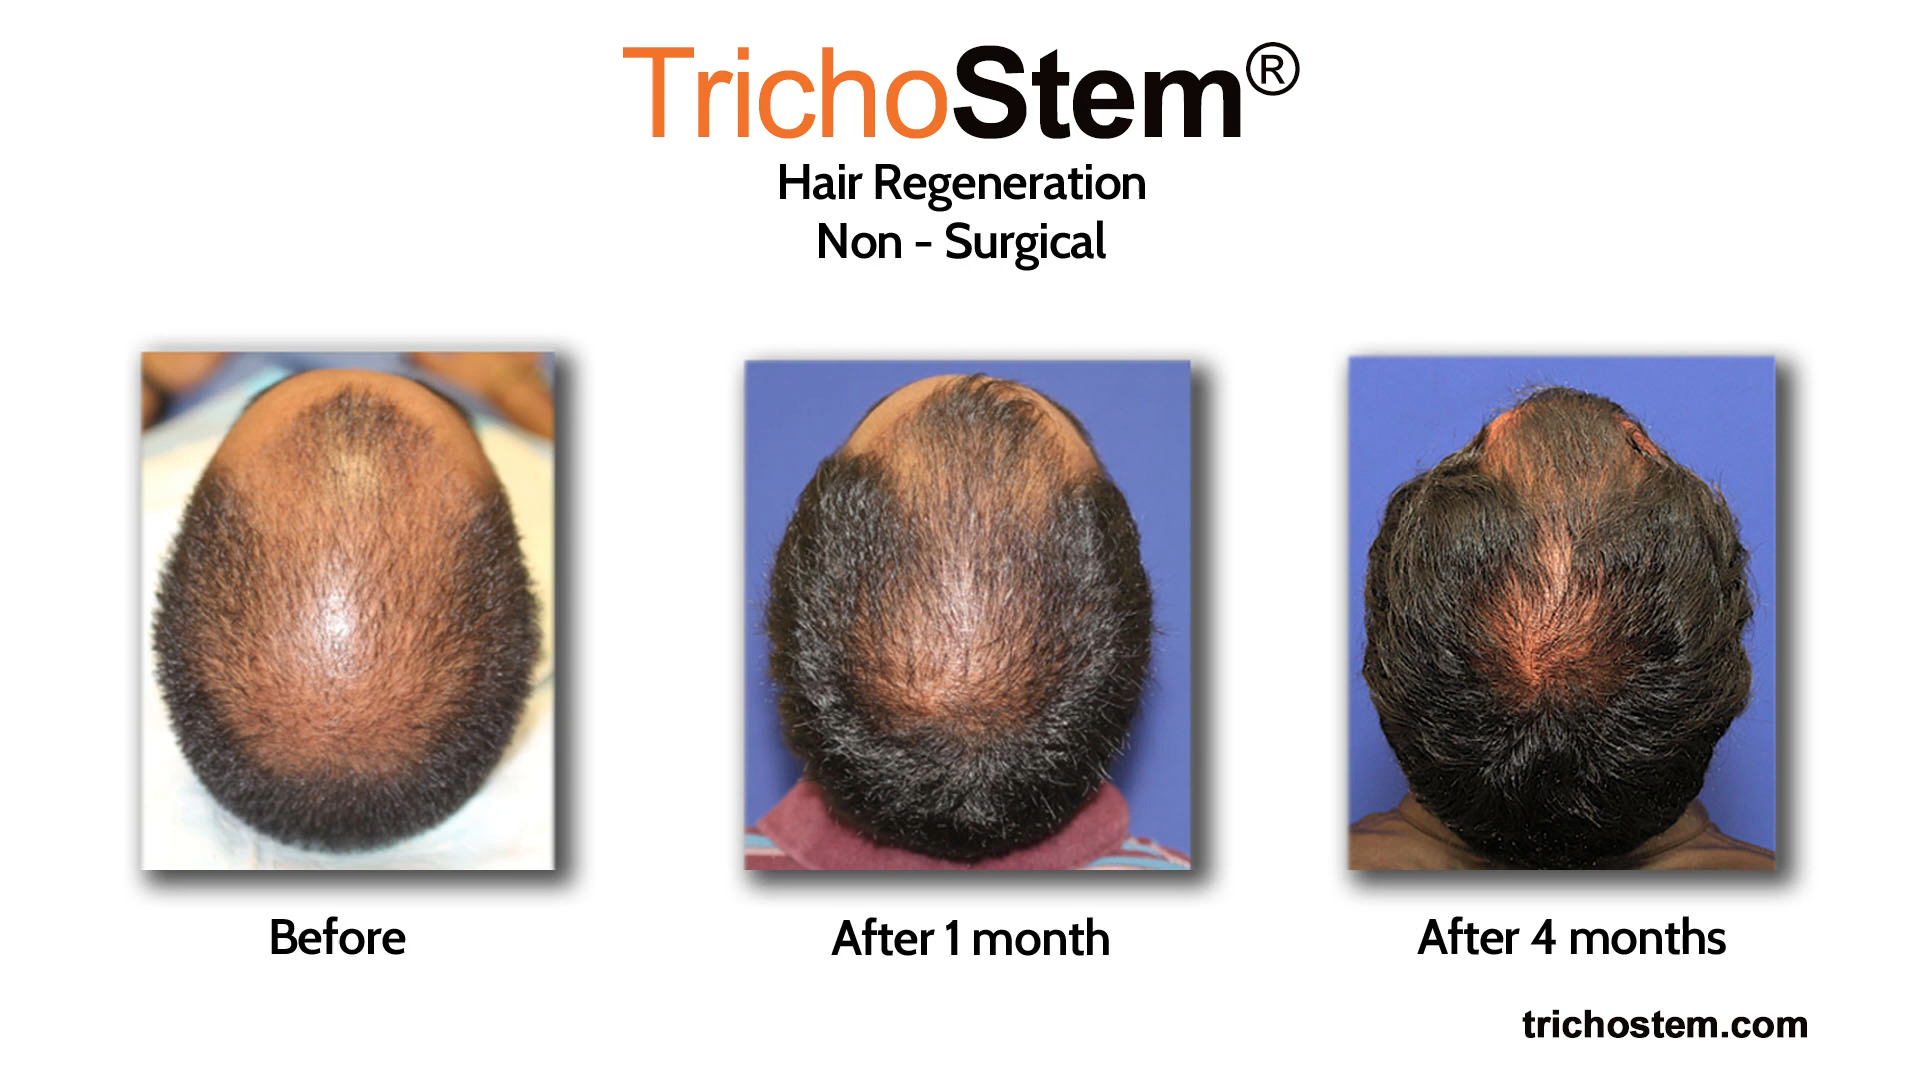 TrichoStem®
Hair Regeneration
Non - Surgical
Before
After 1 month
After 4 months
trichostem.com